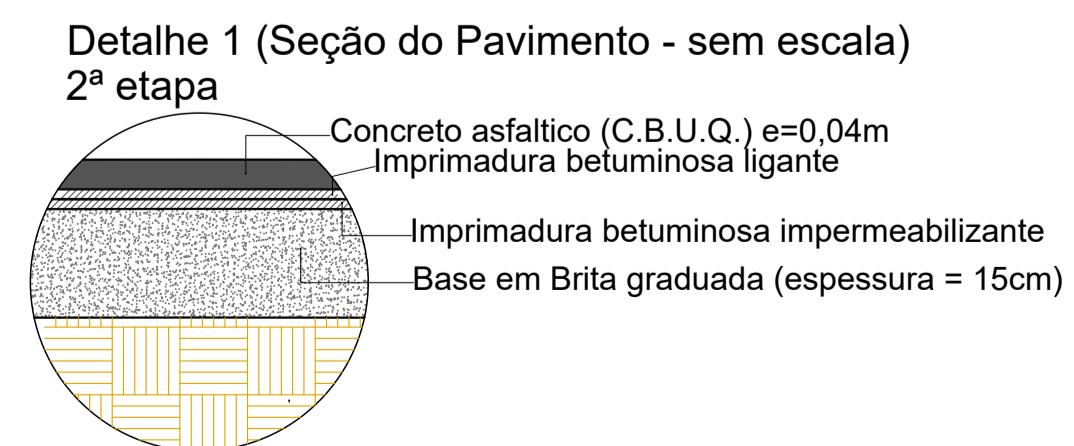 Detalhe 1 (Seção do Pavimento - sem escala)
2ª etapa
Concreto asfaltico (C.B.U.Q.) e=0,04m
Imprimadura betuminosa ligante
Imprimadura betuminosa impermeabilizante
Base em Brita graduada (espessura = 15cm)